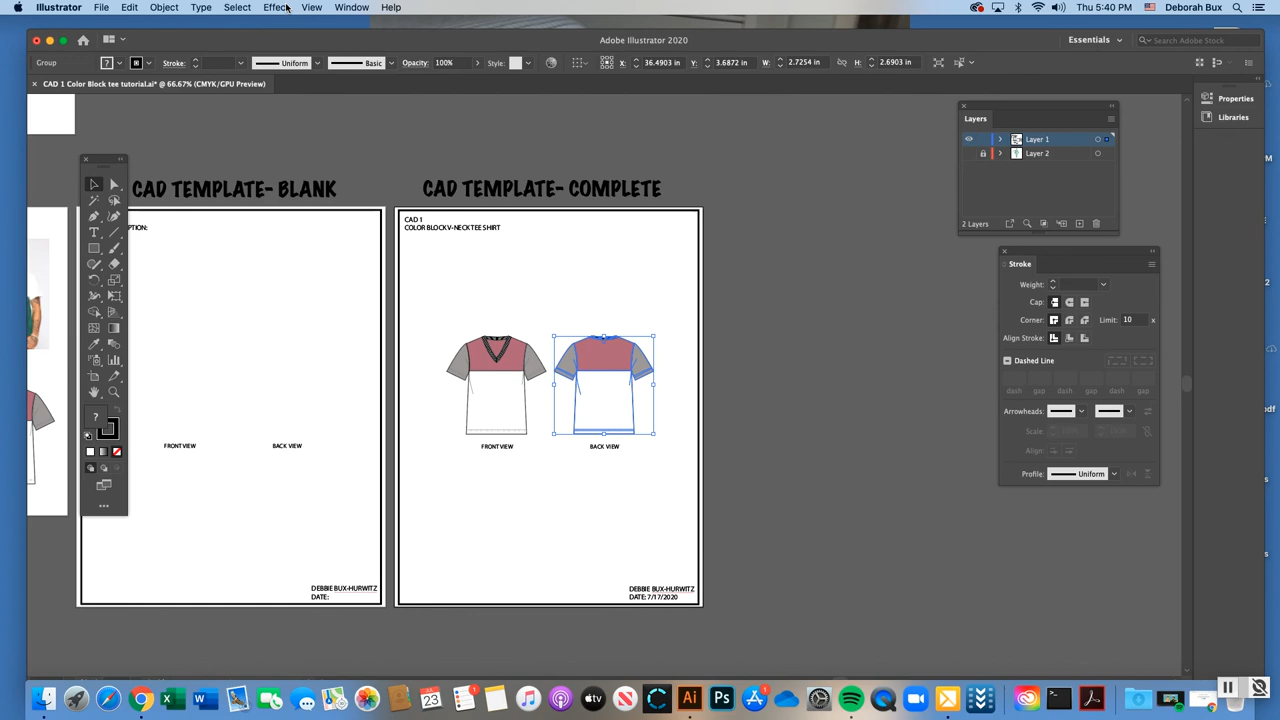 Illustrator File Edit Object Type Select Effect View Window Help
Thu 5:40 PM Deborah Bux
Adobe Illustrator 2020
Essentials
Search Adobe Stock
Group
?
Stroke:
Uniform
Basic
Opacity: 100%
Style:
X: 36.4903 in
Y: 3.6872 in
W: 2.7254 in
H: 2.6903 in
CAD 1 Color Block tee tutorial.ai* @ 66.67% (CMYK/GPU Preview)
Properties
Libraries
Layers
Layer 1
Layer 2
2 Layers
CAD TEMPLATE- BLANK
CAD TEMPLATE- COMPLETE
PTION:
CAD 1
COLOR BLOCK V- NECK TEE SHIRT
FRONT VIEW
BACK VIEW
FRONT VIEW
BACK VIEW
DEBBIE BUX-HURWITZ
DATE:
DEBBIE BUX-HURWITZ
DATE: 7/17/2020
Stroke
Weight:
Cap:
Corner:
Limit: 10 x
Align Stroke:
Dashed Line
dash gap dash gap dash gap
Arrowheads:
Scale:
Align:
Profile: Uniform
?
pdf